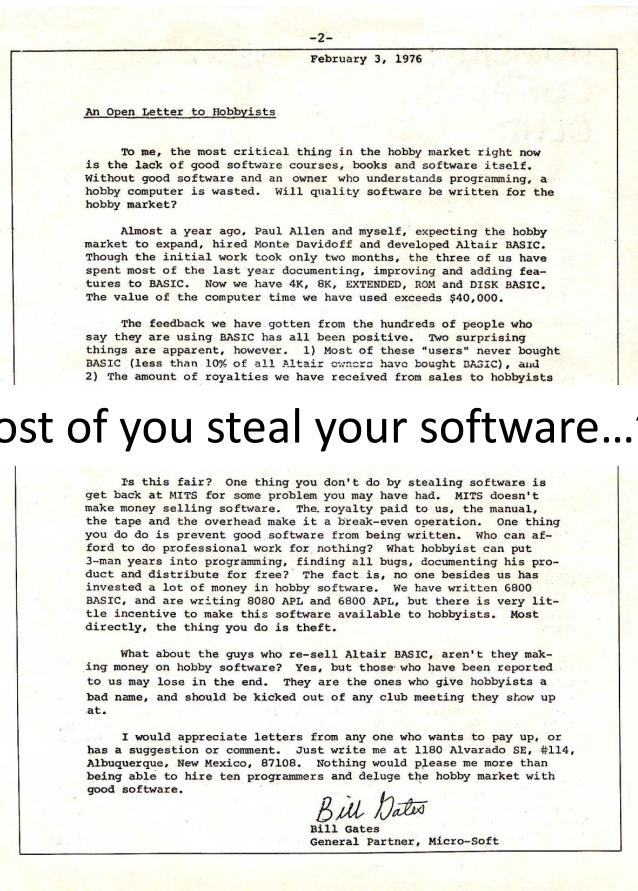 -2-
February 3, 1976
An Open Letter to Hobbyists
To me, the most critical thing in the hobby market right now
is the lack of good software courses, books and software itself.
Without good software and an owner who understands programming, a
hobby computer is wasted. Will quality software be written for the
hobby market?
Almost a year ago, Paul Allen and myself, expecting the hobby
market to expand, hired Monte Davidoff and developed Altair BASIC.
Though the initial work took only two months, the three of us have
spent most of the last year documenting, improving and adding fea-
tures to BASIC. Now we have 4K, 8K, EXTENDED, ROM and DISK BASIC.
The value of the computer time we have used exceeds $40,000.
The feedback we have gotten from the hundreds of people who
say they are using BASIC has all been positive. Two surprising
things are apparent, however. 1) Most of these "users" never bought
BASIC (less than 10% of all Altair owners have bought BASIC), and
2) The amount of royalties we have received from sales to hobbyists
ost of you steal your software...
Is this fair? One thing you don't do by stealing software is
get back at MITS for some problem you may have had. MITS doesn't
make money selling software. The royalty paid to us, the manual,
the tape and the overhead make it a break-even operation. One thing
you do do is prevent good software from being written. Who can af-
ford to do professional work for nothing? What hobbyist can put
3-man years into programming, finding all bugs, documenting his pro-
duct and distribute for free? The fact is, no one besides us has
invested a lot of money in hobby software. We have written 6800
BASIC, and are writing 8080 APL and 6800 APL, but there is very lit-
tle incentive to make this software available to hobbyists. Most
directly, the thing you do is theft.
What about the guys who re-sell Altair BASIC, aren't they mak-
ing money on hobby software? Yes, but those who have been reported
to us may lose in the end. They are the ones who give hobbyists a
bad name, and should be kicked out of any club meeting they show up
at.
I would appreciate letters from any one who wants to pay up, or
has a suggestion or comment. Just write me at 1180 Alvarado SE, #114,
Albuquerque, New Mexico, 87108. Nothing would please me more than
being able to hire ten programmers and deluge the hobby market with
good software.
Bill Gates
Bill Gates
General Partner, Micro-Soft